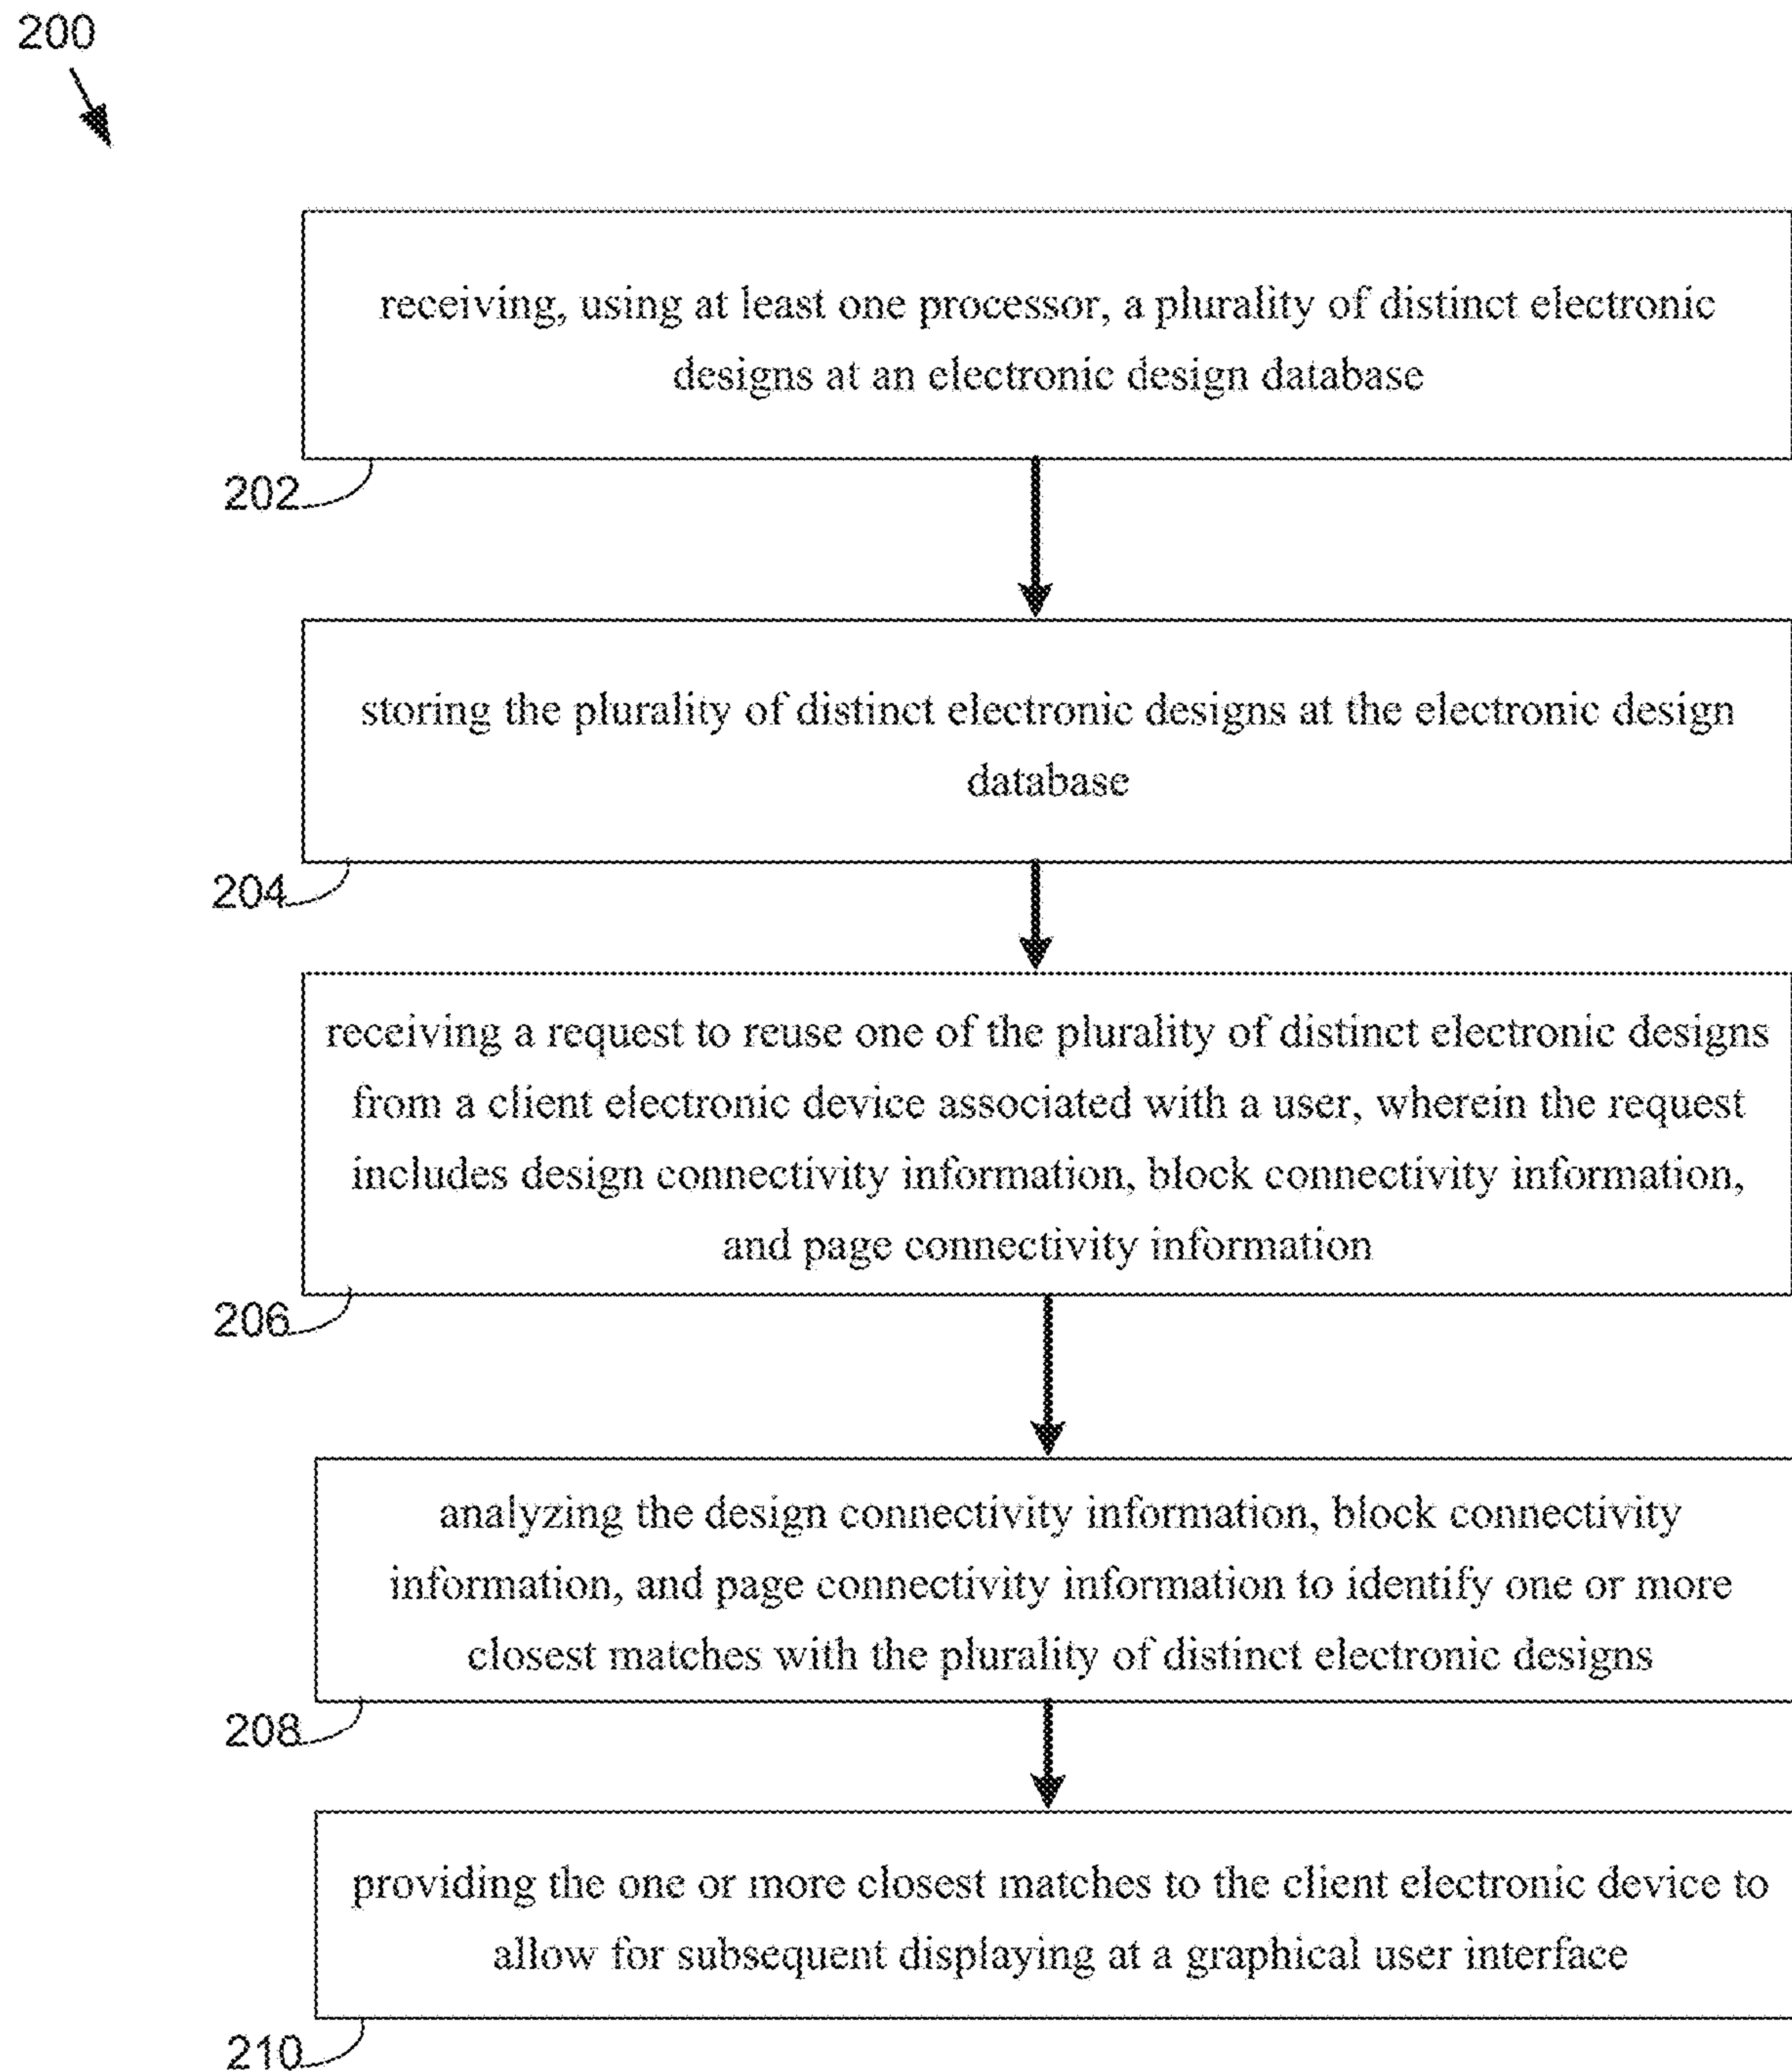 200
receiving, using at least one processor, a plurality of distinct electronic
designs at an electronic design database
202
storing the plurality of distinct electronic designs at the electronic design
database
204
receiving a request to reuse one of the plurality of distinct electronic designs
from a client electronic device associated with a user, wherein the request
includes design connectivity information, block connectivity information,
and page connectivity information
206
analyzing the design connectivity information, block connectivity
information, and page connectivity information to identify one or more
closest matches with the plurality of distinct electronic designs
208
providing the one or more closest matches to the client electronic device to
allow for subsequent displaying at a graphical user interface
210